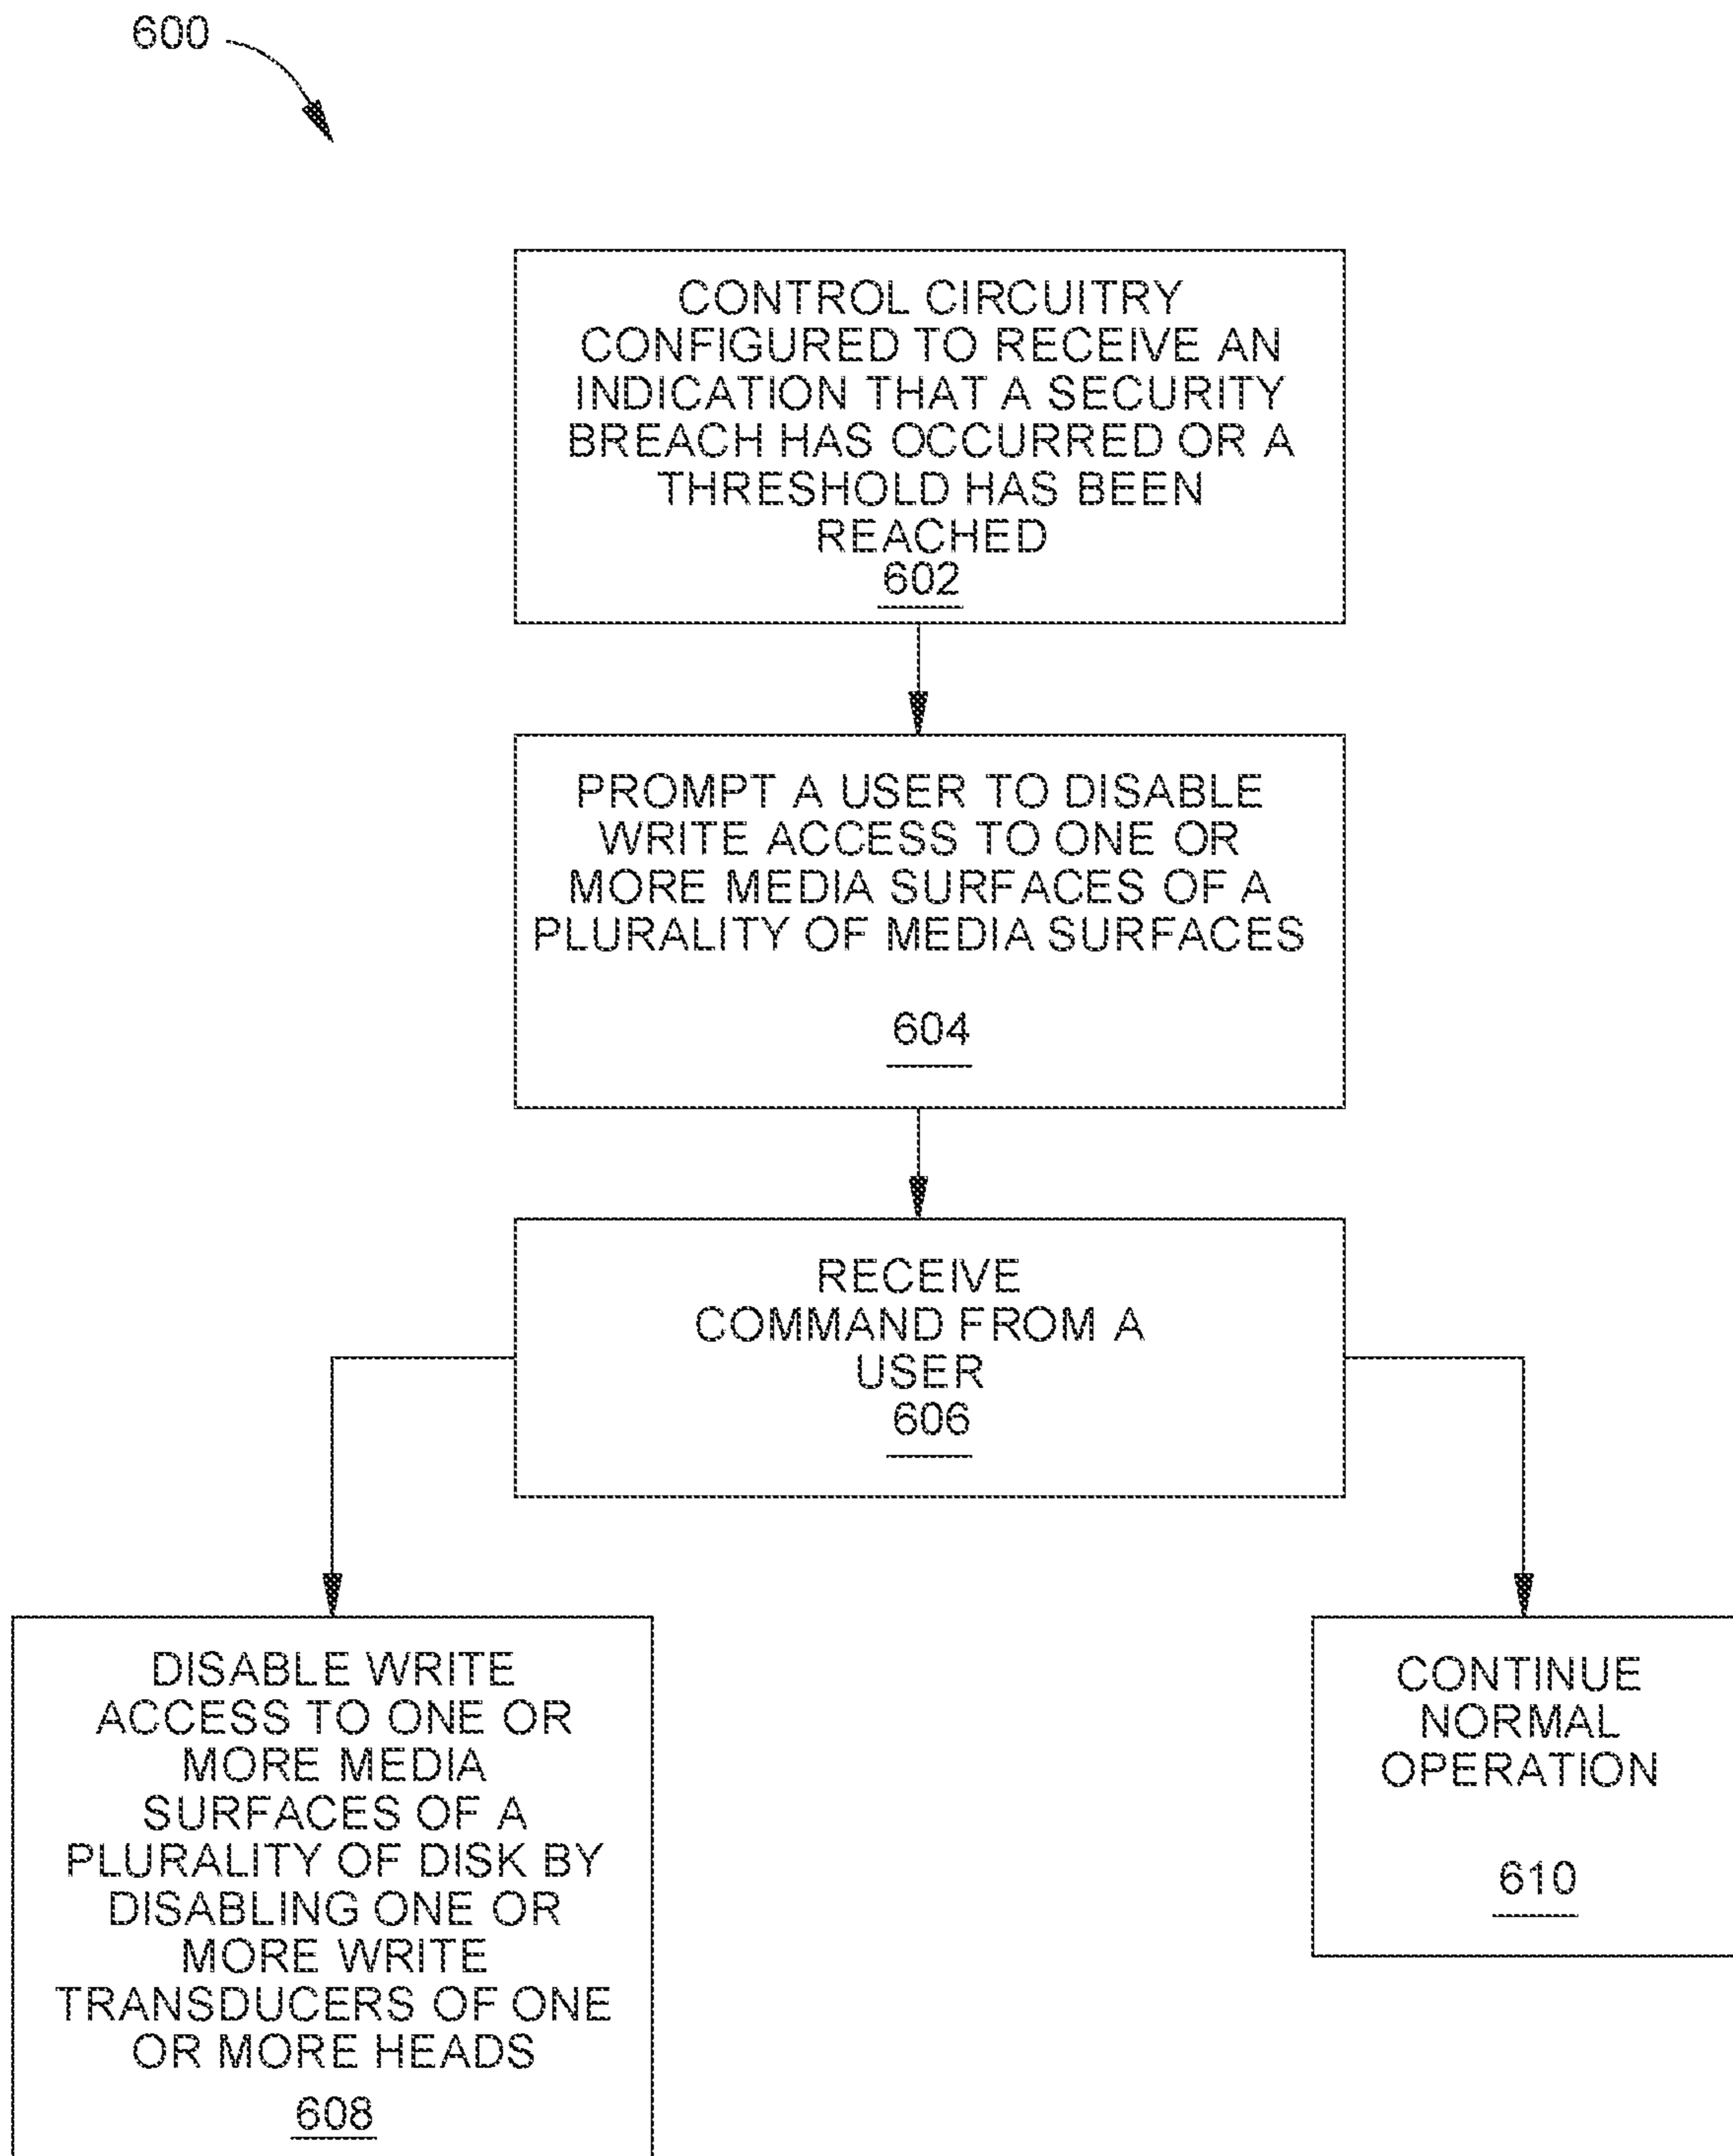 600
CONTROL CIRCUITRY
CONFIGURED TO RECEIVE AN
INDICATION THAT A SECURITY
BREACH HAS OCCURRED OR A
THRESHOLD HAS BEEN
REACHED
602
PROMPT A USER TO DISABLE
WRITE ACCESS TO ONE OR
MORE MEDIA SURFACES OF A
PLURALITY OF MEDIA SURFACES
604
RECEIVE
COMMAND FROM A
USER
606
DISABLE WRITE
ACCESS TO ONE OR
MORE MEDIA
SURFACES OF A
PLURALITY OF DISK BY
DISABLING ONE OR
MORE WRITE
TRANSDUCERS OF ONE
OR MORE HEADS
608
CONTINUE
NORMAL
OPERATION
610